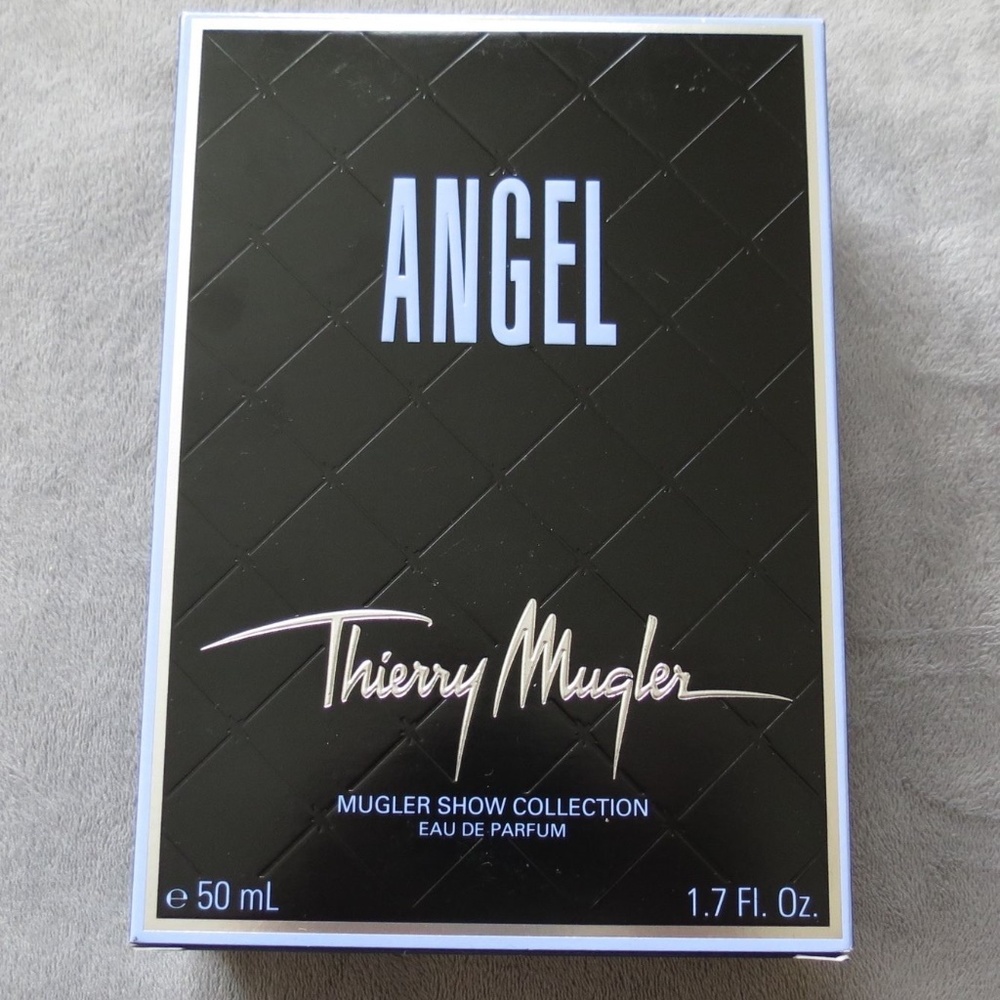 ANGEL
Thierry Mugler
MUGLER SHOW COLLECTION
EAU DE PARFUM
℮ 50 mL 1.7 Fl. Oz.